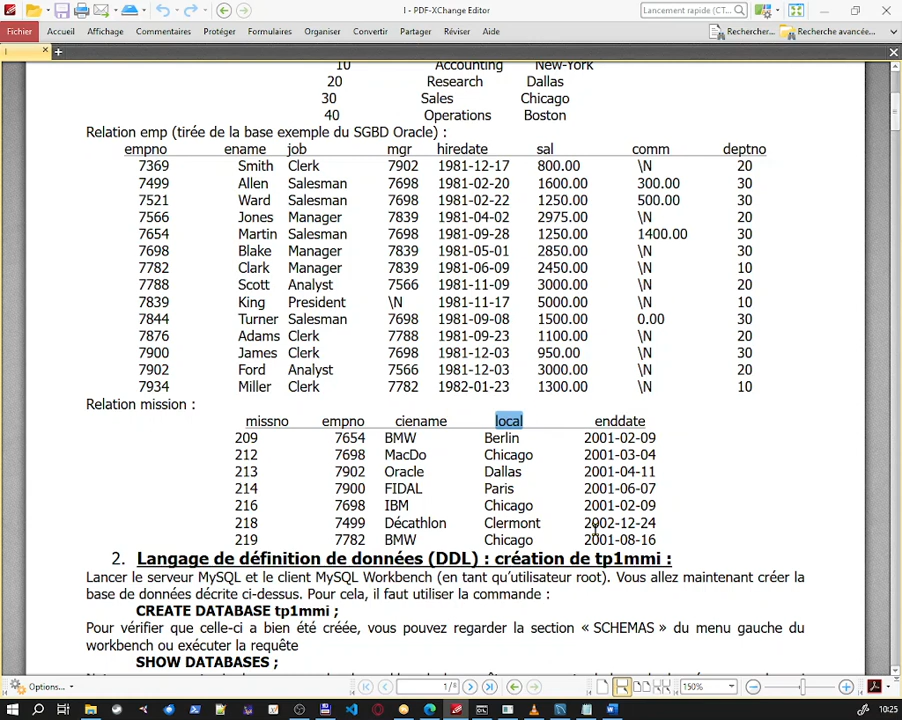 I - PDF-XChange Editor
Lancement rapide (CT...
Fichier Accueil Affichage Commentaires Protéger Formulaires Organiser Convertir Partager Réviser Aide Rechercher... Recherche avancée...
I
10 Accounting New-York
20 Research Dallas
30 Sales Chicago
40 Operations Boston
Relation emp (tirée de la base exemple du SGBD Oracle) :
empno ename job mgr hiredate sal comm deptno
7369 Smith Clerk 7902 1981-12-17 800.00 \N 20
7499 Allen Salesman 7698 1981-02-20 1600.00 300.00 30
7521 Ward Salesman 7698 1981-02-22 1250.00 500.00 30
7566 Jones Manager 7839 1981-04-02 2975.00 \N 20
7654 Martin Salesman 7698 1981-09-28 1250.00 1400.00 30
7698 Blake Manager 7839 1981-05-01 2850.00 \N 30
7782 Clark Manager 7839 1981-06-09 2450.00 \N 10
7788 Scott Analyst 7566 1981-11-09 3000.00 \N 20
7839 King President \N 1981-11-17 5000.00 \N 10
7844 Turner Salesman 7698 1981-09-08 1500.00 0.00 30
7876 Adams Clerk 7788 1981-09-23 1100.00 \N 20
7900 James Clerk 7698 1981-12-03 950.00 \N 30
7902 Ford Analyst 7566 1981-12-03 3000.00 \N 20
7934 Miller Clerk 7782 1982-01-23 1300.00 \N 10
Relation mission :
missno empno ciename local enddate
209 7654 BMW Berlin 2001-02-09
212 7698 MacDo Chicago 2001-03-04
213 7902 Oracle Dallas 2001-04-11
214 7900 FIDAL Paris 2001-06-07
216 7698 IBM Chicago 2001-02-09
218 7499 Décathlon Clermont 2002-12-24
219 7782 BMW Chicago 2001-08-16
2. Langage de définition de données (DDL) : création de tp1mmi :
Lancer le serveur MySQL et le client MySQL Workbench (en tant qu'utilisateur root). Vous allez maintenant créer la
base de données décrite ci-dessus. Pour cela, il faut utiliser la commande :
CREATE DATABASE tp1mmi ;
Pour vérifier que celle-ci a bien été créée, vous pouvez regarder la section « SCHEMAS » du menu gauche du
workbench ou exécuter la requête
SHOW DATABASES ;
Options... 1/8 150%
10:25